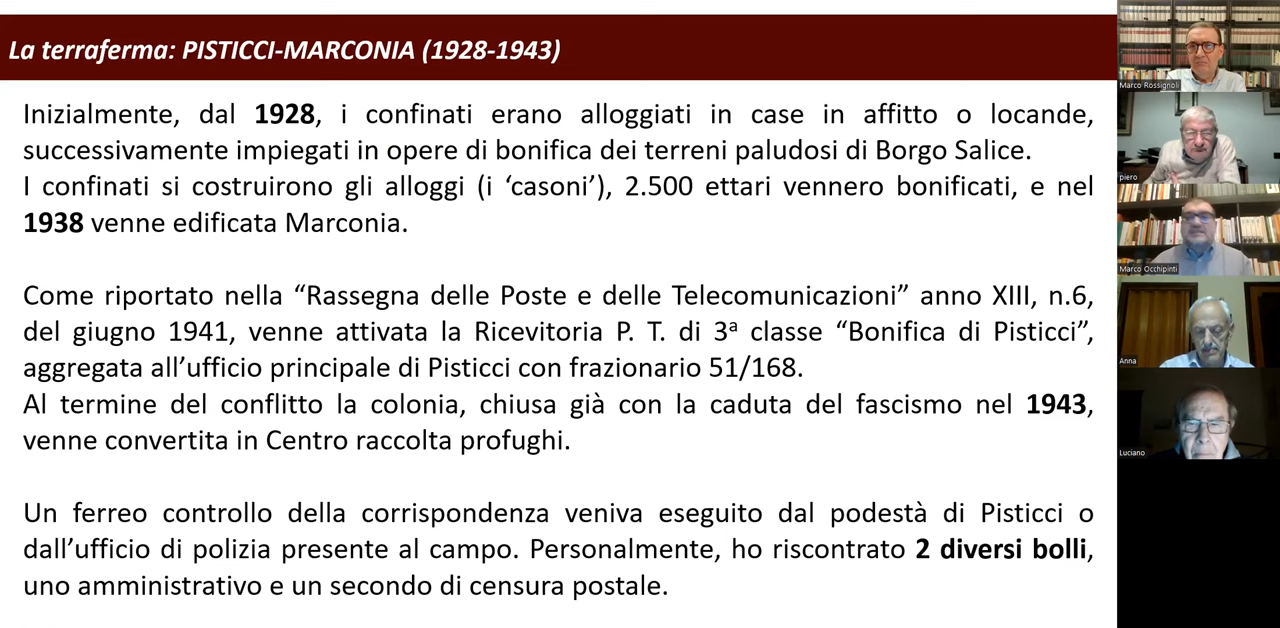 La terraferma: PISTICCI-MARCONIA (1928-1943)
Inizialmente, dal 1928, i confinati erano alloggiati in case in affitto o locande,
successivamente impiegati in opere di bonifica dei terreni paludosi di Borgo Salice.
I confinati si costruirono gli alloggi (i ‘casoni’), 2.500 ettari vennero bonificati, e nel
1938 venne edificata Marconia.
Come riportato nella “Rassegna delle Poste e delle Telecomunicazioni” anno XIII, n.6,
del giugno 1941, venne attivata la Ricevitoria P. T. di 3ª classe “Bonifica di Pisticci”,
aggregata all’ufficio principale di Pisticci con frazionario 51/168.
Al termine del conflitto la colonia, chiusa già con la caduta del fascismo nel 1943,
venne convertita in Centro raccolta profughi.
Un ferreo controllo della corrispondenza veniva eseguito dal podestà di Pisticci o
dall’ufficio di polizia presente al campo. Personalmente, ho riscontrato 2 diversi bolli,
uno amministrativo e un secondo di censura postale.
Marco Rossignoli
piero
Marco Occhipinti
Anna
Luciano